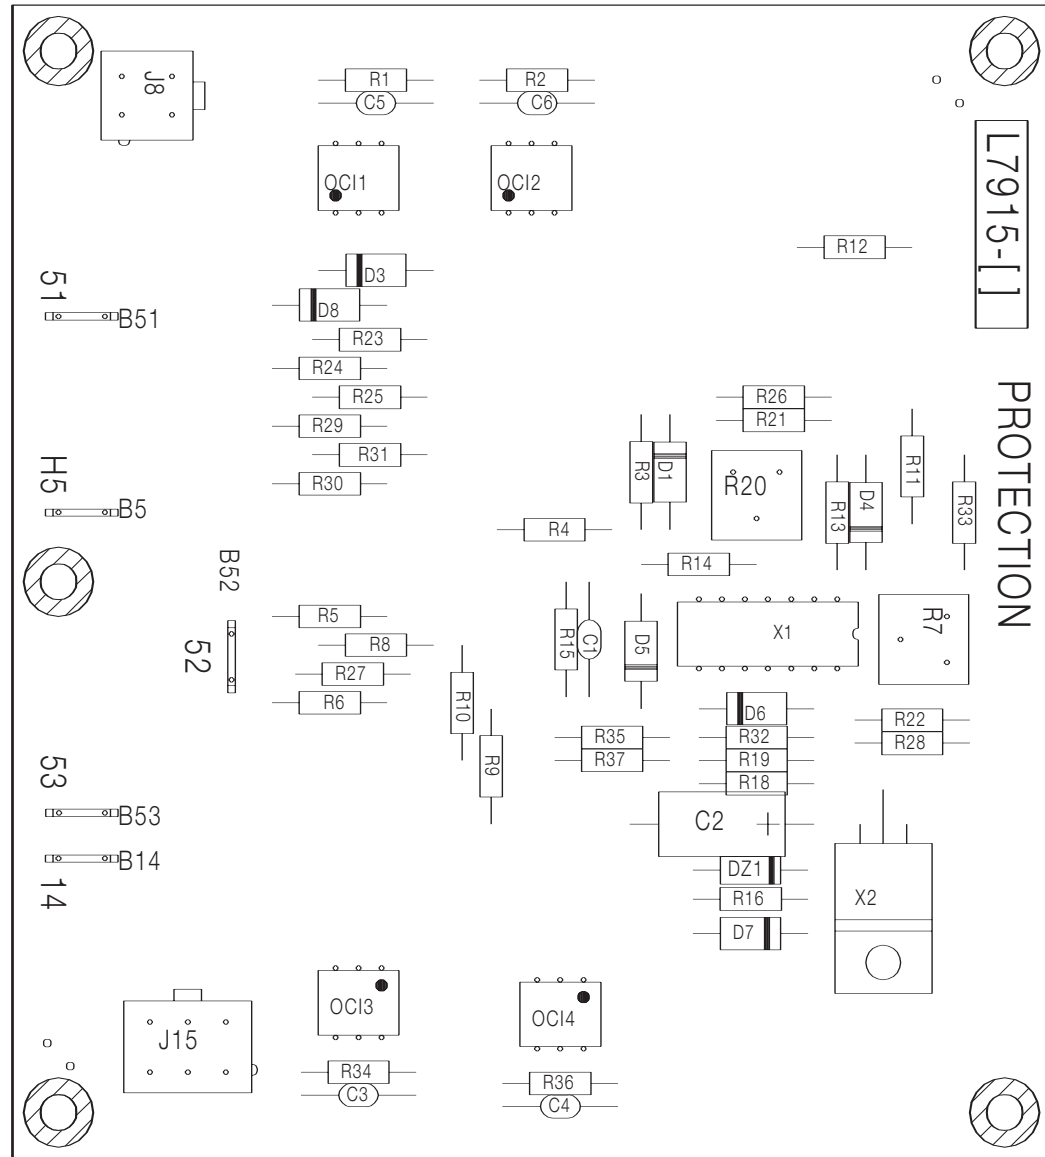 J8
R1
R2
C5
C6
OCI1
OCI2
L7915-[ ]
R12
51
D3
D8
B51
R23
R24
R25
R26
R21
R29
PROTECTION
R31
H5
R30
R3
D1
R20
R11
B5
R13
D4
R33
R4
R14
B52
52
R5
R8
R27
R6
R15
C1
D5
X1
R7
R10
R9
D6
R35
R32
R22
R37
R19
R28
R18
53
B53
C2
B14
14
DZ1
R16
X2
D7
OCI3
OCI4
J15
R34
R36
C3
C4